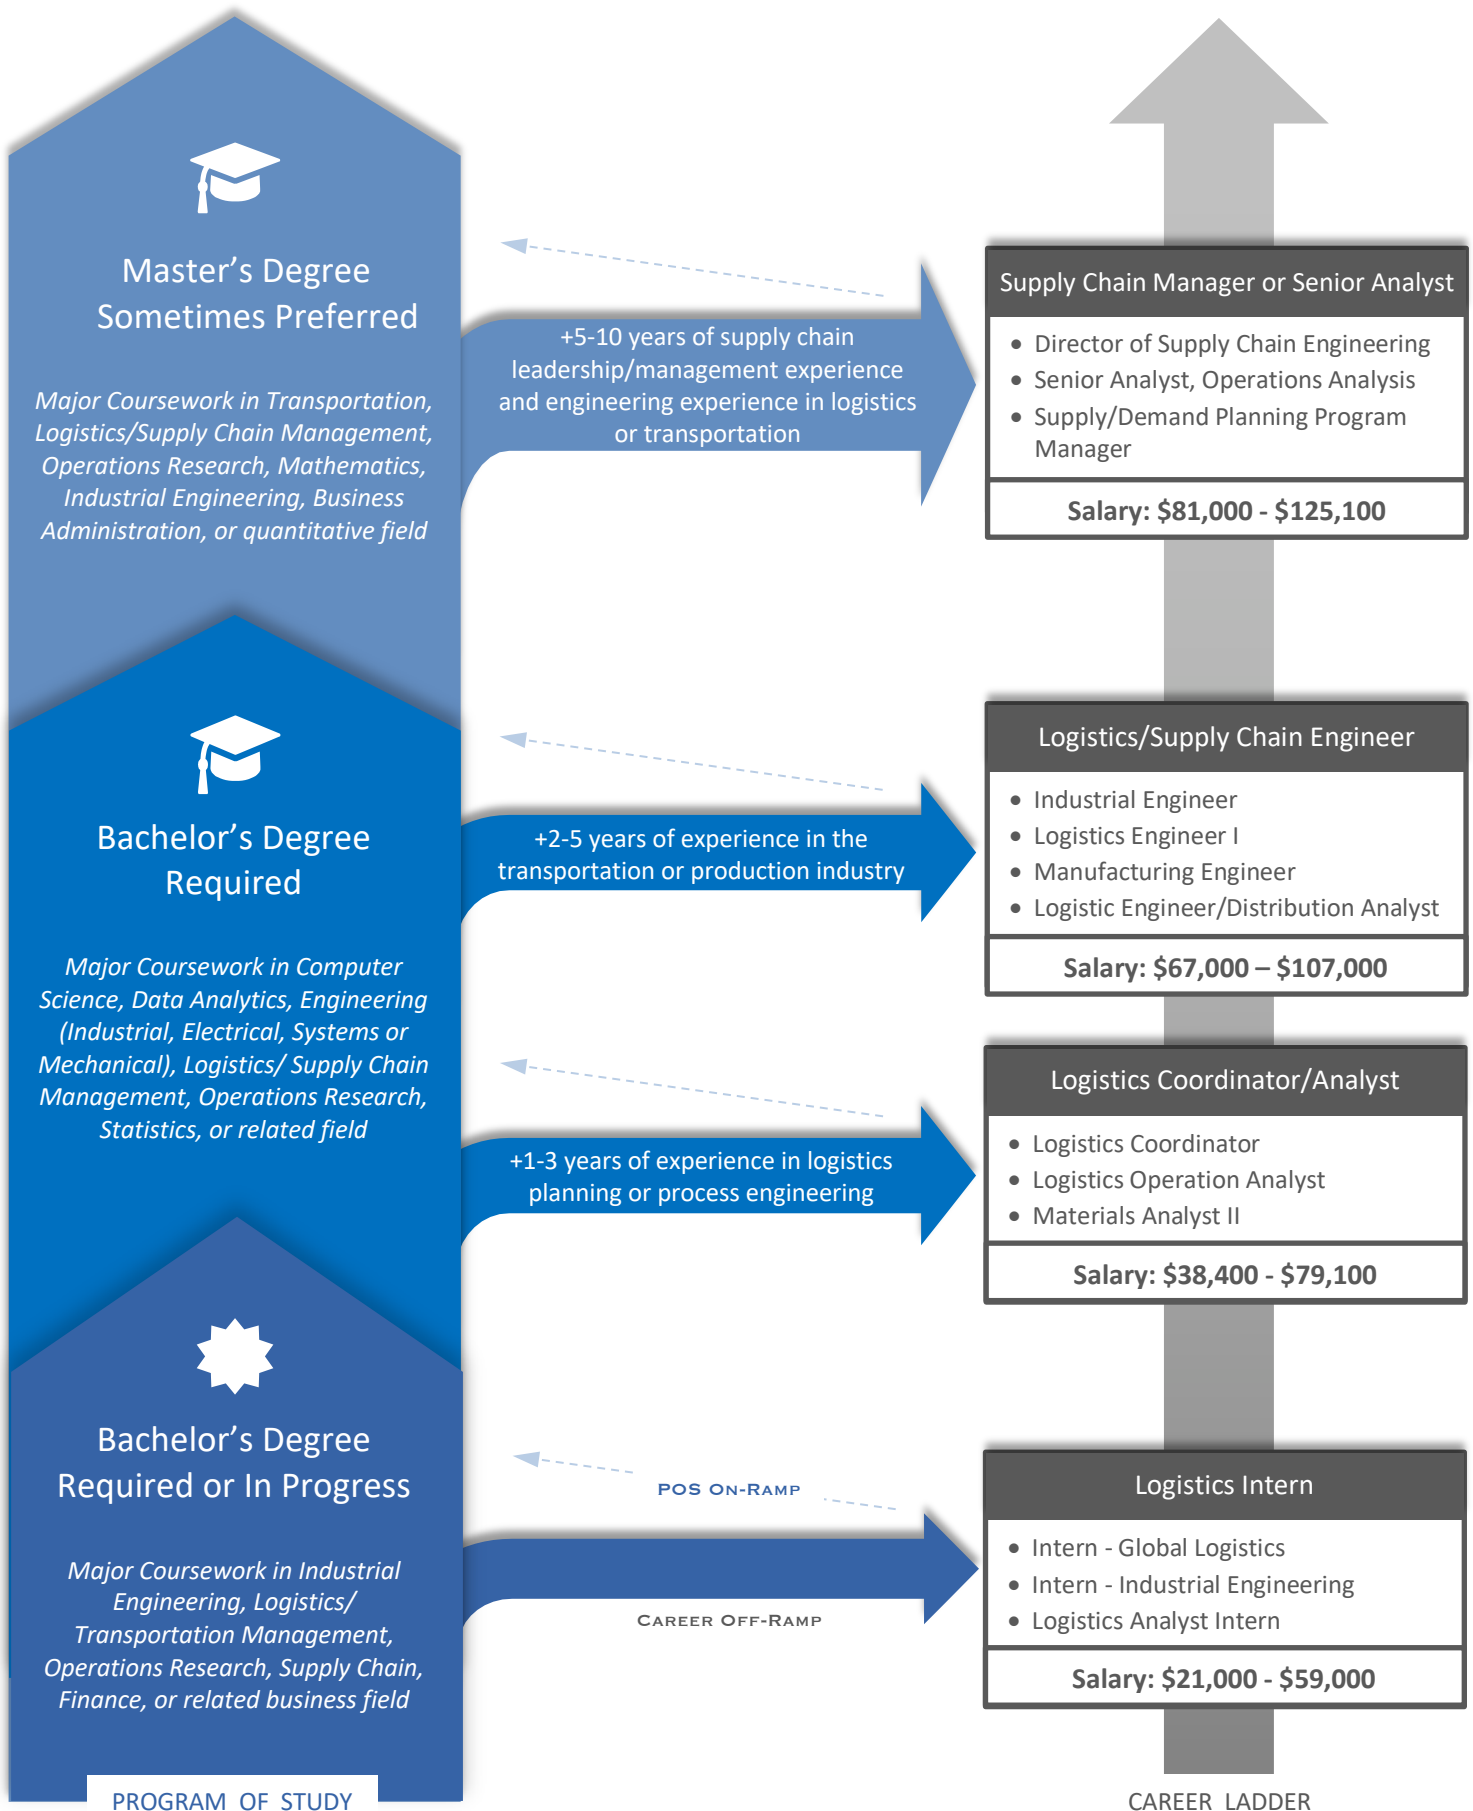 Master’s Degree
Sometimes Preferred
Major Coursework in Transportation,
Logistics/Supply Chain Management,
Operations Research, Mathematics,
Industrial Engineering, Business
Administration, or quantitative field
+5-10 years of supply chain
leadership/management experience
and engineering experience in logistics
or transportation
Supply Chain Manager or Senior Analyst
• Director of Supply Chain Engineering
• Senior Analyst, Operations Analysis
• Supply/Demand Planning Program
Manager
Salary: $81,000 - $125,100
Bachelor’s Degree
Required
Major Coursework in Computer
Science, Data Analytics, Engineering
(Industrial, Electrical, Systems or
Mechanical), Logistics/ Supply Chain
Management, Operations Research,
Statistics, or related field
+2-5 years of experience in the
transportation or production industry
Logistics/Supply Chain Engineer
• Industrial Engineer
• Logistics Engineer I
• Manufacturing Engineer
• Logistic Engineer/Distribution Analyst
Salary: $67,000 – $107,000
+1-3 years of experience in logistics
planning or process engineering
Logistics Coordinator/Analyst
• Logistics Coordinator
• Logistics Operation Analyst
• Materials Analyst II
Salary: $38,400 - $79,100
Bachelor’s Degree
Required or In Progress
Major Coursework in Industrial
Engineering, Logistics/
Transportation Management,
Operations Research, Supply Chain,
Finance, or related business field
POS On-Ramp
Career Off-Ramp
Logistics Intern
• Intern - Global Logistics
• Intern - Industrial Engineering
• Logistics Analyst Intern
Salary: $21,000 - $59,000
PROGRAM OF STUDY
CAREER LADDER